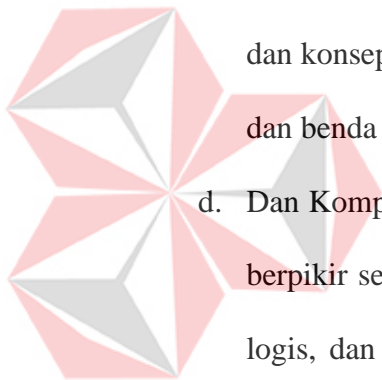 dan konsep
dan benda
d. Dan Komp
berpikir se
logis, dan